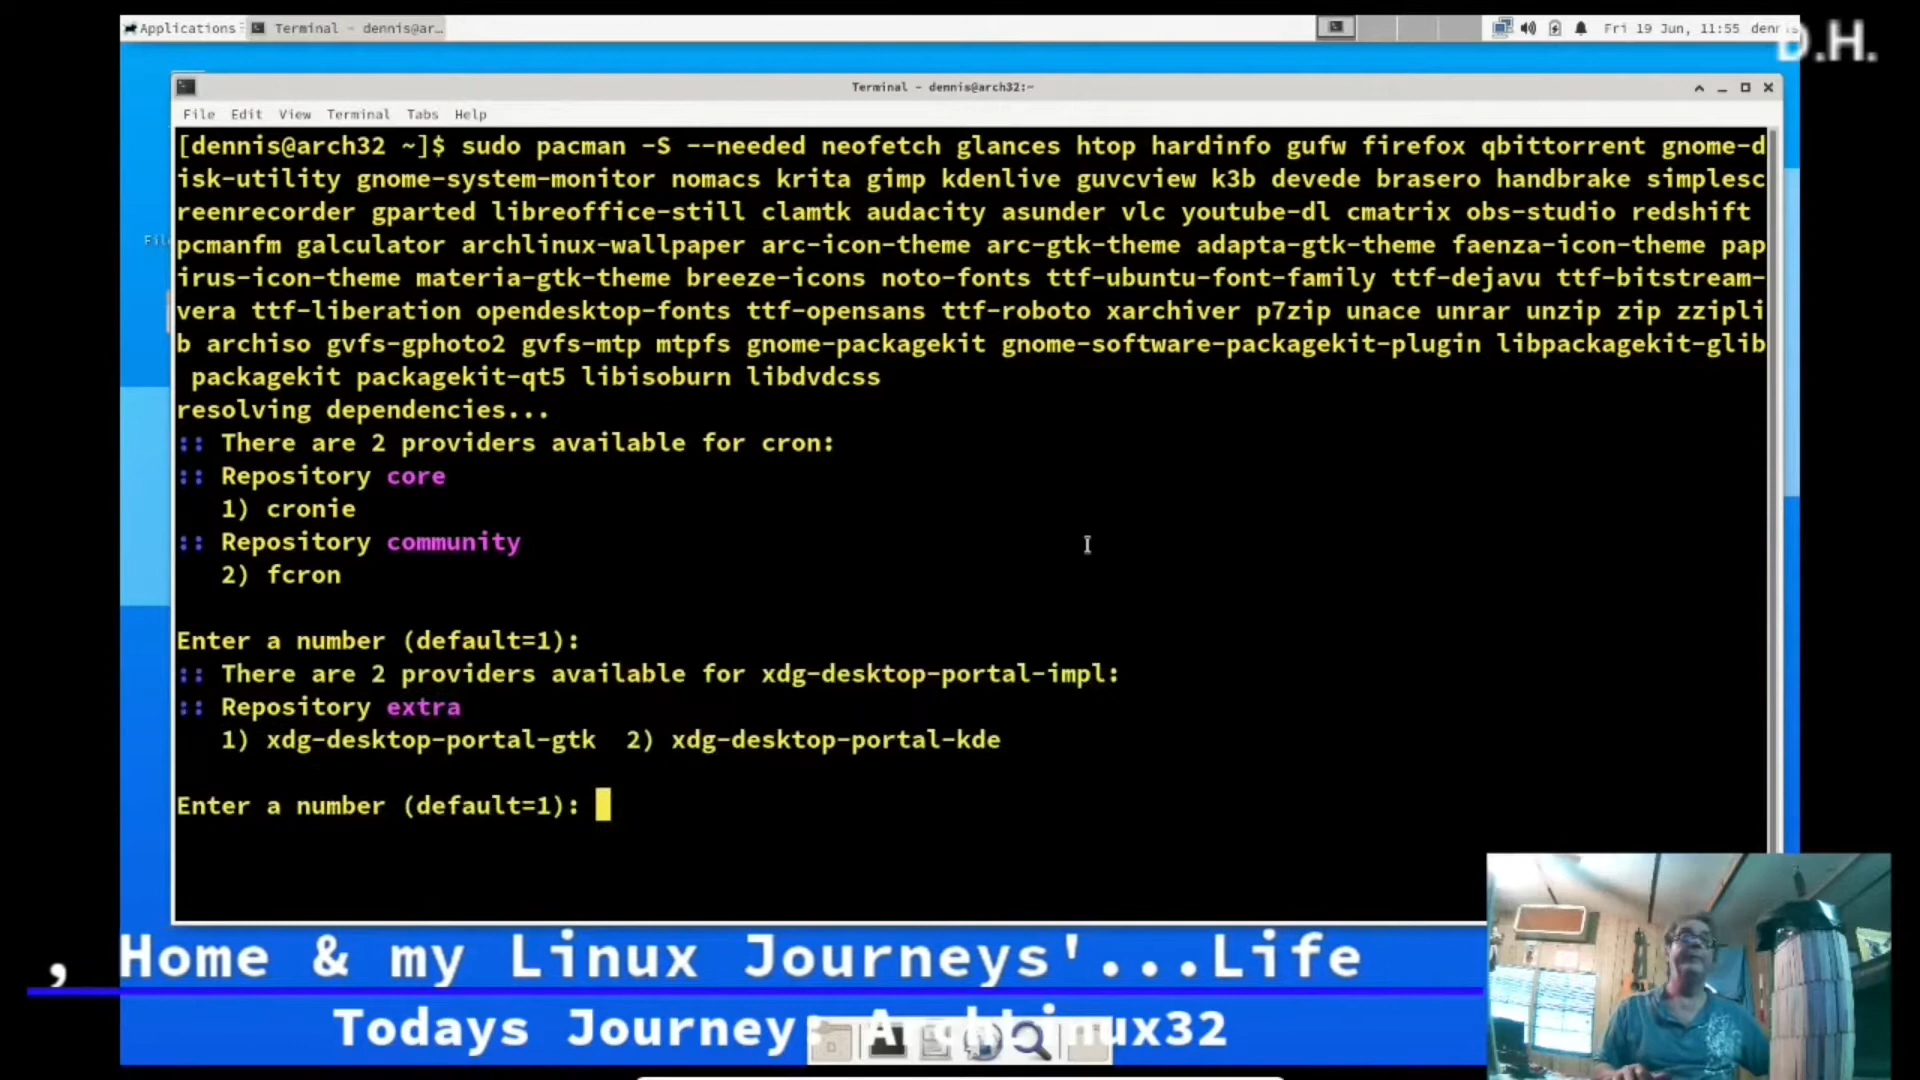 Applications
Terminal - dennis@ar…
Fri 19 Jun, 11:55 dennis
D.H.
Terminal - dennis@arch32:~
File Edit View Terminal Tabs Help
[dennis@arch32 ~]$ sudo pacman -S --needed neofetch glances htop hardinfo gufw firefox qbittorrent gnome-d
isk-utility gnome-system-monitor nomacs krita gimp kdenlive guvcview k3b devede brasero handbrake simplesc
reenrecorder gparted libreoffice-still clamtk audacity asunder vlc youtube-dl cmatrix obs-studio redshift
pcmanfm galculator archlinux-wallpaper arc-icon-theme arc-gtk-theme adapta-gtk-theme faenza-icon-theme pap
irus-icon-theme materia-gtk-theme breeze-icons noto-fonts ttf-ubuntu-font-family ttf-dejavu ttf-bitstream-
vera ttf-liberation opendesktop-fonts ttf-opensans ttf-roboto xarchiver p7zip unace unrar unzip zip zzipli
b archiso gvfs-gphoto2 gvfs-mtp mtpfs gnome-packagekit gnome-software-packagekit-plugin libpackagekit-glib
packagekit packagekit-qt5 libisoburn libdvdcss
resolving dependencies...
:: There are 2 providers available for cron:
:: Repository core
1) cronie
:: Repository community
2) fcron
Enter a number (default=1):
:: There are 2 providers available for xdg-desktop-portal-impl:
:: Repository extra
1) xdg-desktop-portal-gtk 2) xdg-desktop-portal-kde
Enter a number (default=1):
, Home & my Linux Journeys'...Life
Todays Journey: ArchLinux32